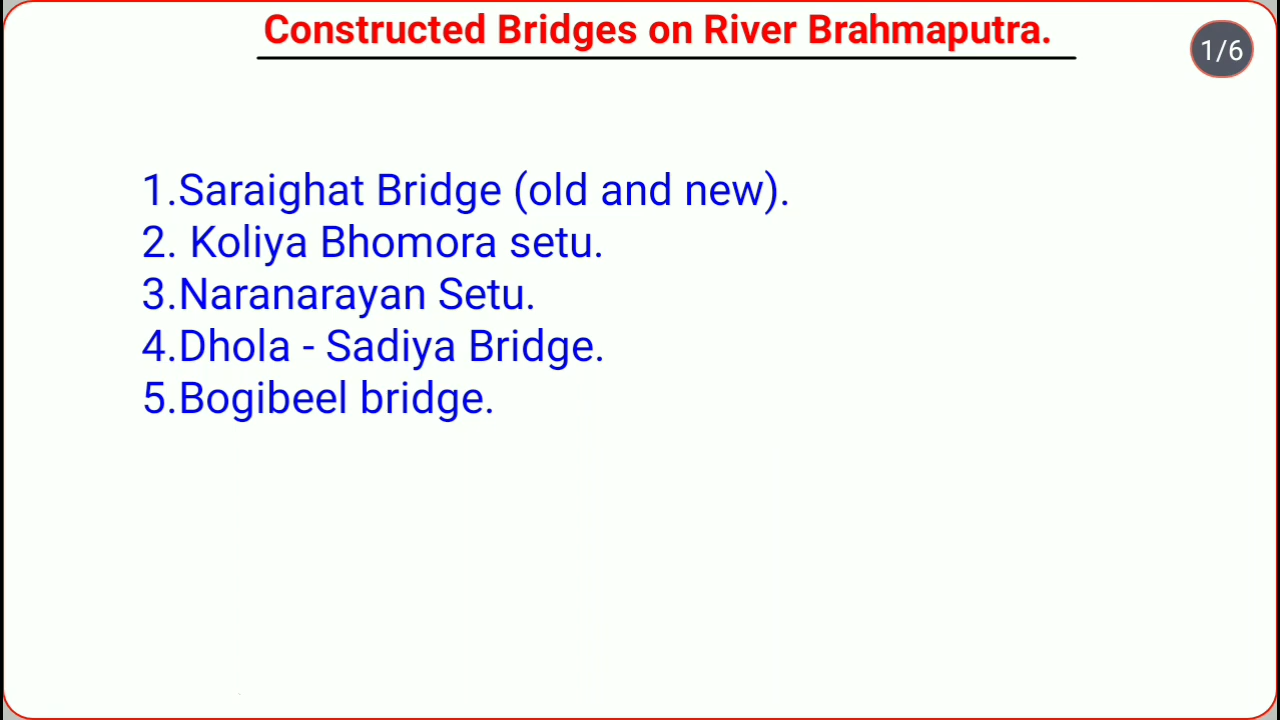 Constructed Bridges on River Brahmaputra.
1/6
1.Saraighat Bridge (old and new).
2. Koliya Bhomora setu.
3.Naranarayan Setu.
4.Dhola - Sadiya Bridge.
5.Bogibeel bridge.